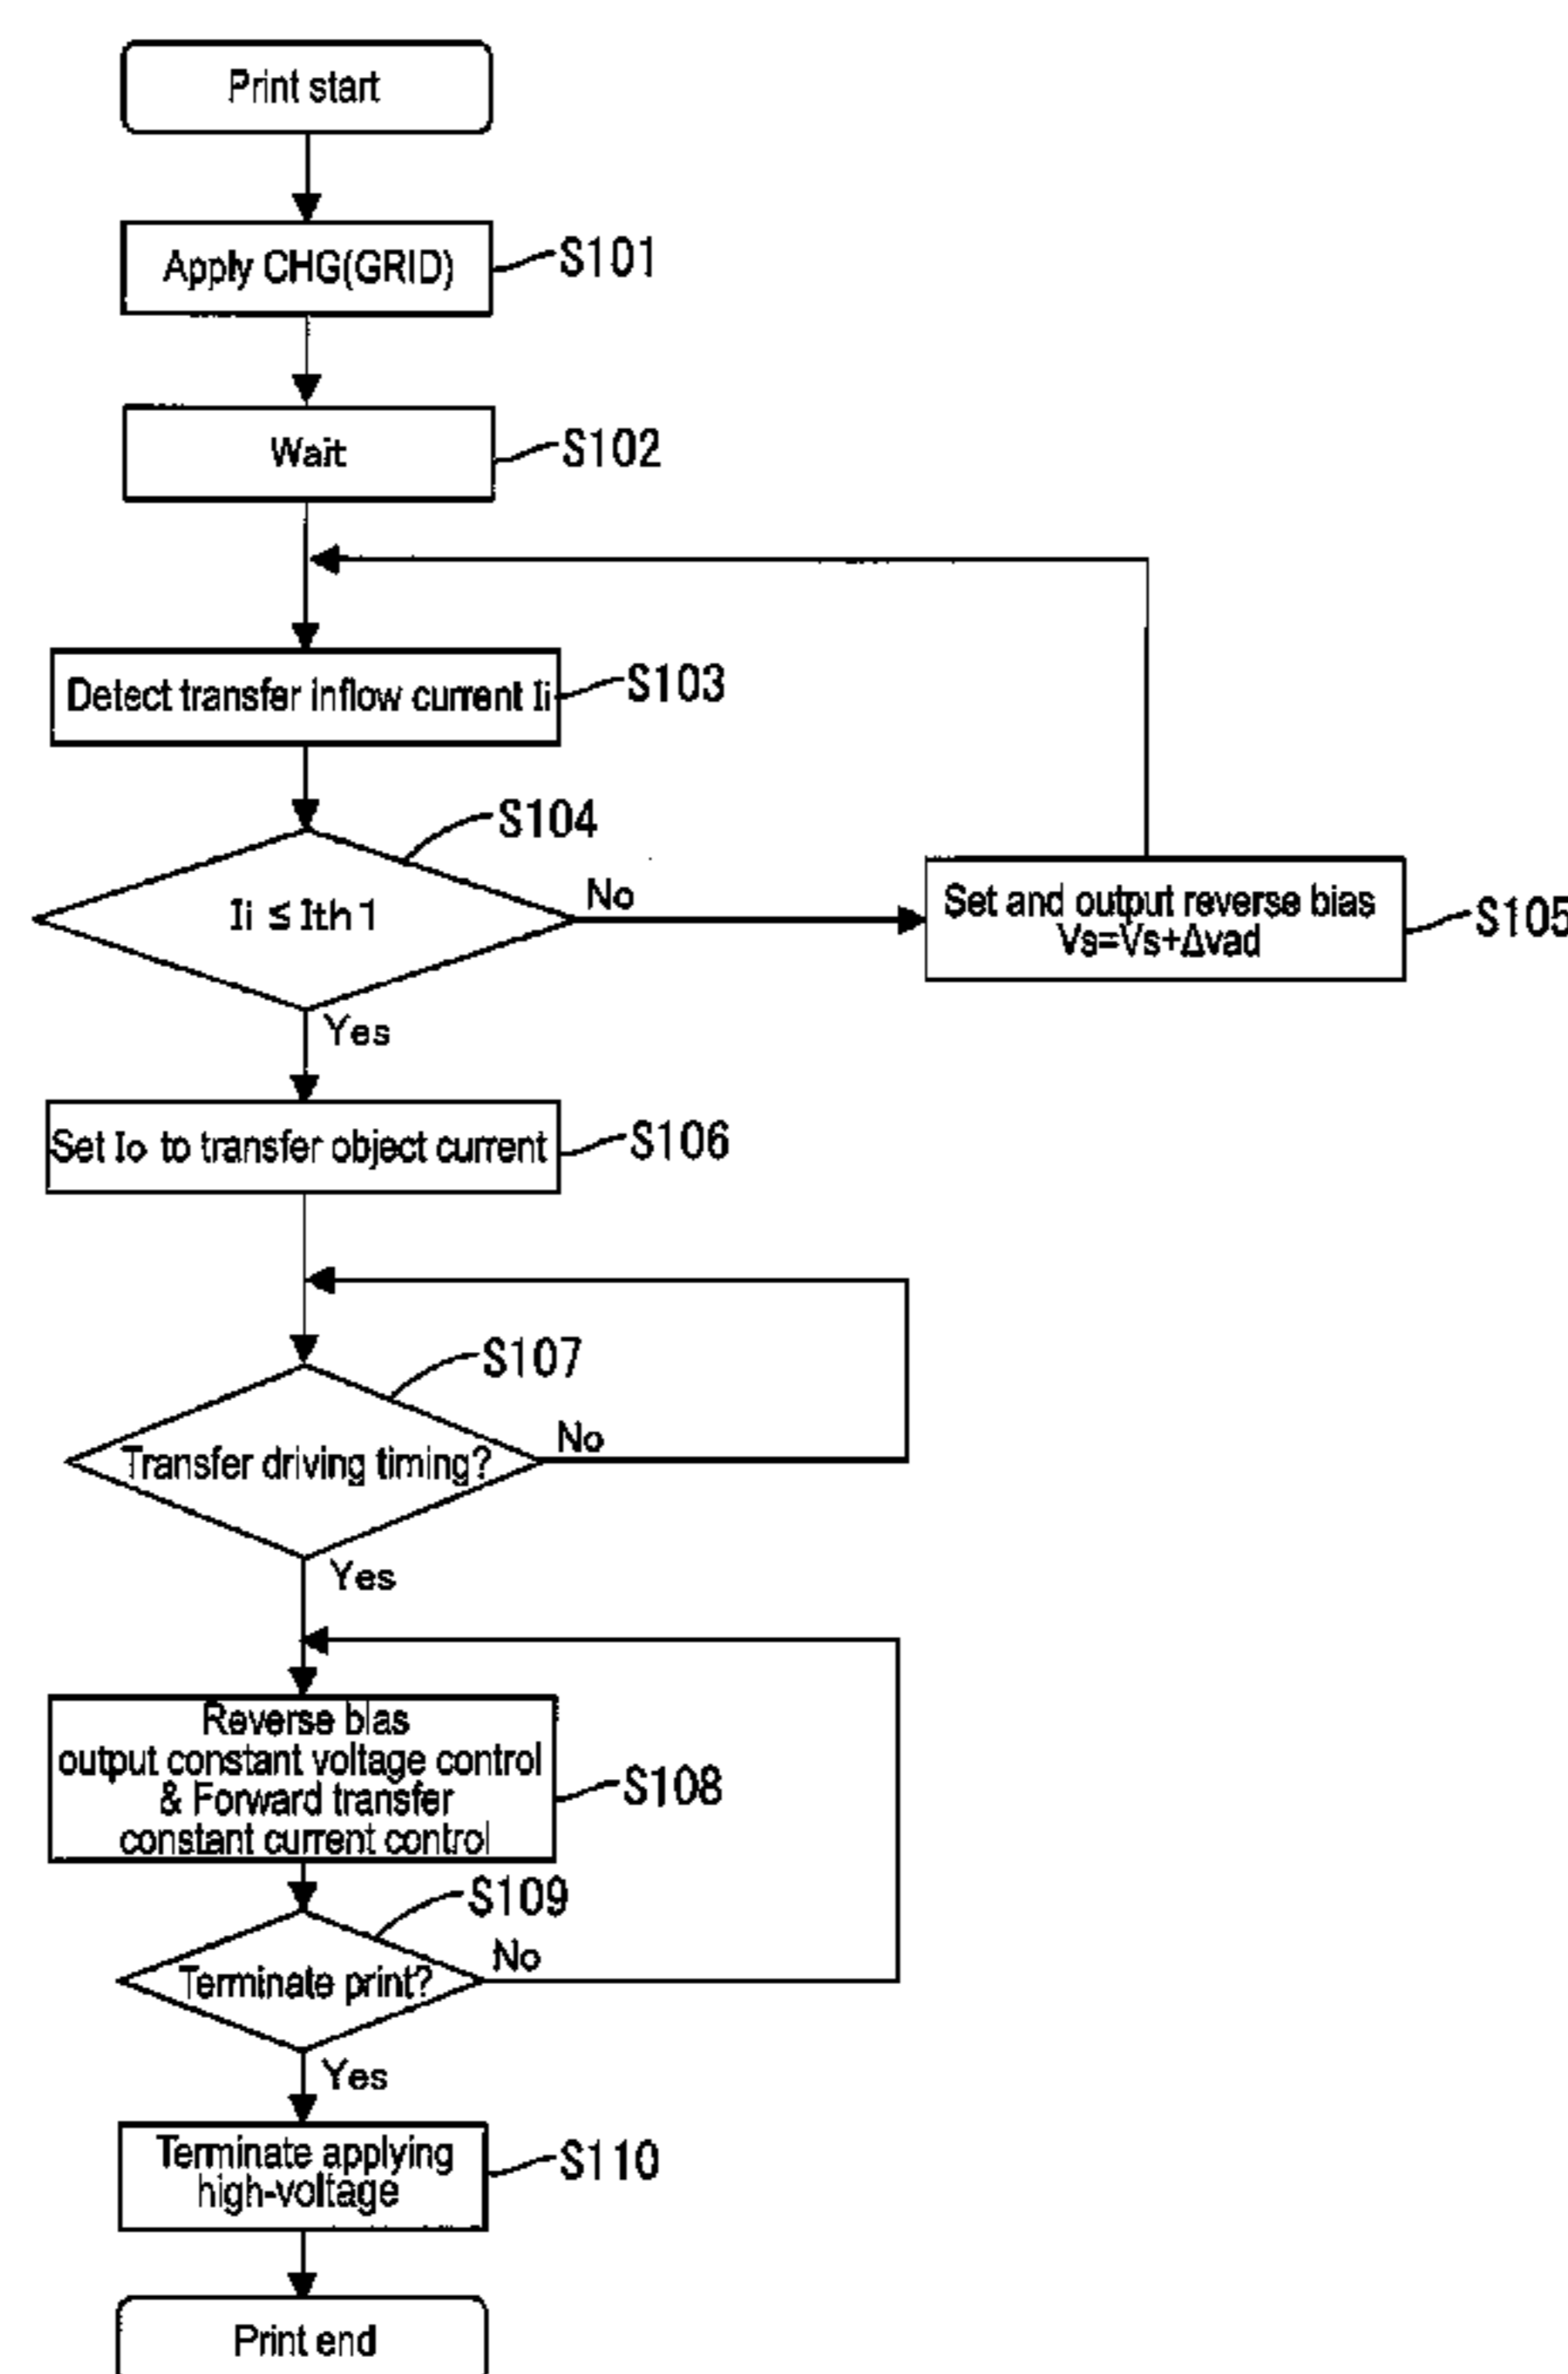 Print start
Apply CHG(GRID)
S101
Wait
S102
Detect transfer inflow current Ii
S103
S104
Ii ≤ Ith1
No
Set and output reverse bias
Vs=Vs+Δvad
S105
Yes
Set Io to transfer object current
S106
S107
Transfer driving timing?
No
Yes
Reverse bias
output constant voltage control
& Forward transfer
constant current control
S108
S109
Terminate print?
No
Yes
Terminate applying
high-voltage
S110
Print end